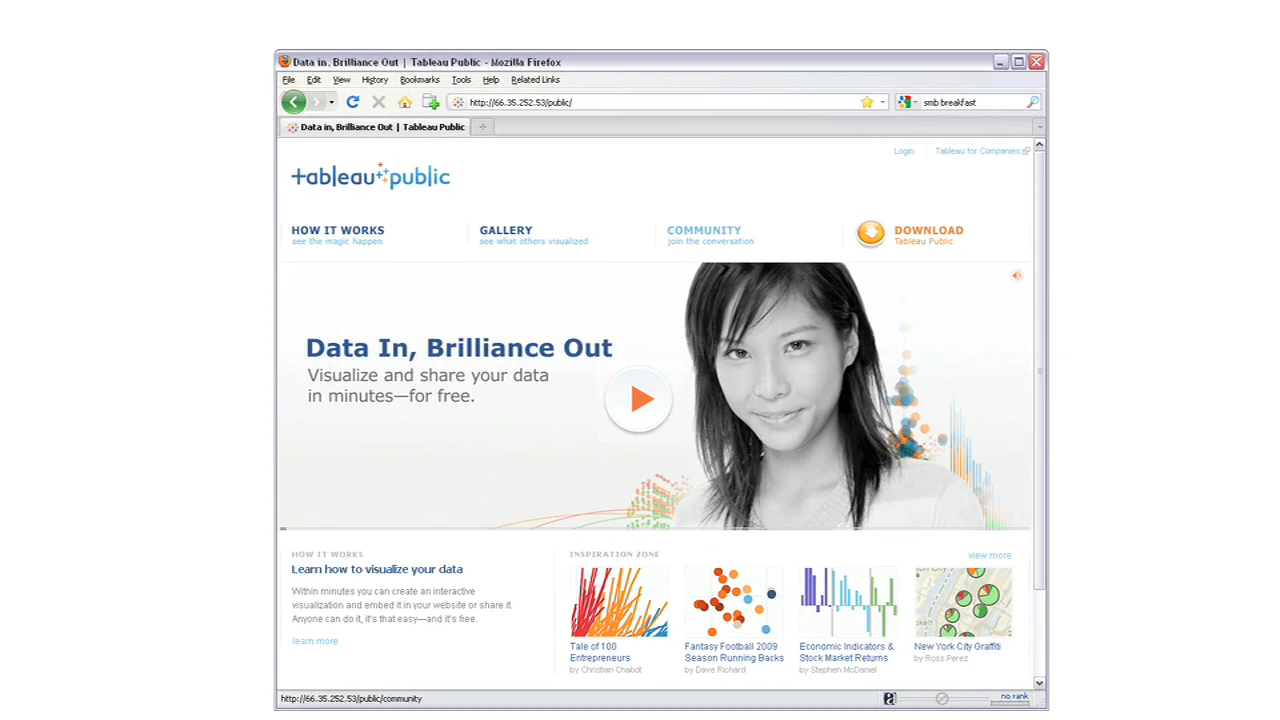 Data in, Brilliance Out | Tableau Public - Mozilla Firefox
File Edit View History Bookmarks Tools Help Related Links
http://66.35.252.53/public/
smb breakfast
Data in, Brilliance Out | Tableau Public
Login
Tableau for Companies
tableau public
HOW IT WORKS
see the magic happen
GALLERY
see what others visualized
COMMUNITY
join the conversation
DOWNLOAD
Tableau Public
Data In, Brilliance Out
Visualize and share your data
in minutes—for free.
HOW IT WORKS
Learn how to visualize your data
Within minutes you can create an interactive
visualization and embed it in your website or share it.
Anyone can do it, it's that easy—and it's free.
learn more
INSPIRATION ZONE
view more
Tale of 100
Entrepreneurs
by Christian Chabot
Fantasy Football 2009
Season Running Backs
by Dave Richard
Economic Indicators &
Stock Market Returns
by Stephen McDaniel
New York City Graffiti
by Ross Perez
http://66.35.252.53/public/community
no rank